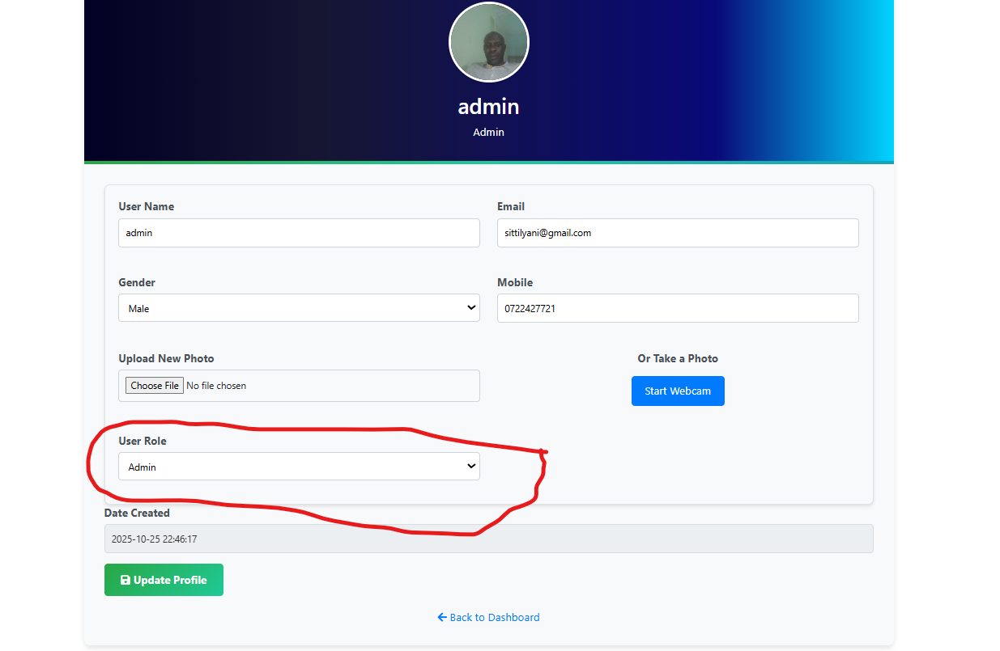 admin
Admin
User Name
Email
admin
sittilyani@gmail.com
Gender
Mobile
Male
0722427721
Upload New Photo
Or Take a Photo
Choose File No file chosen
Start Webcam
User Role
Admin
Date Created
2025-10-25 22:46:17
Update Profile
Back to Dashboard